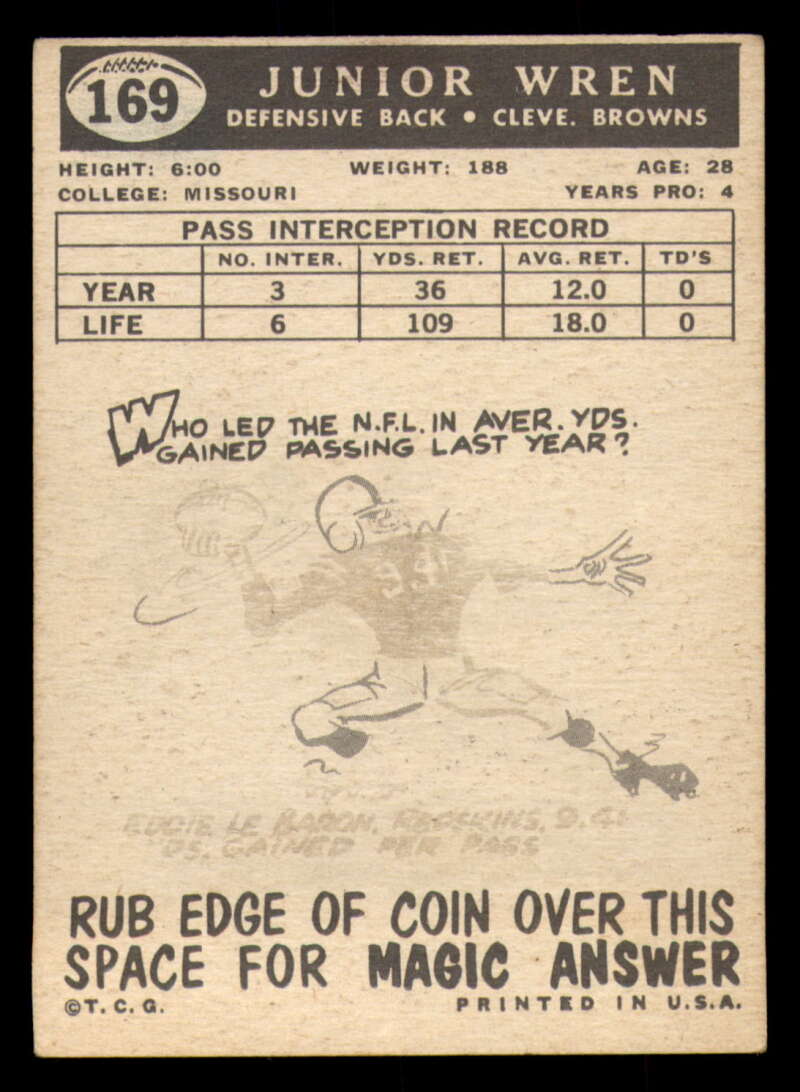 169
JUNIOR WREN
DEFENSIVE BACK • CLEVE. BROWNS
HEIGHT: 6:00 WEIGHT: 188 AGE: 28
COLLEGE: MISSOURI YEARS PRO: 4
PASS INTERCEPTION RECORD
NO. INTER. YDS. RET. AVG. RET. TD'S
YEAR 3 36 12.0 0
LIFE 6 109 18.0 0
WHO LED THE N.F.L. IN AVER. YDS.
GAINED PASSING LAST YEAR?
EDDIE LE BARON, REDSKINS, 9.41
DS. GAINED PER PASS
RUB EDGE OF COIN OVER THIS
SPACE FOR MAGIC ANSWER
©T.C.G. PRINTED IN U.S.A.